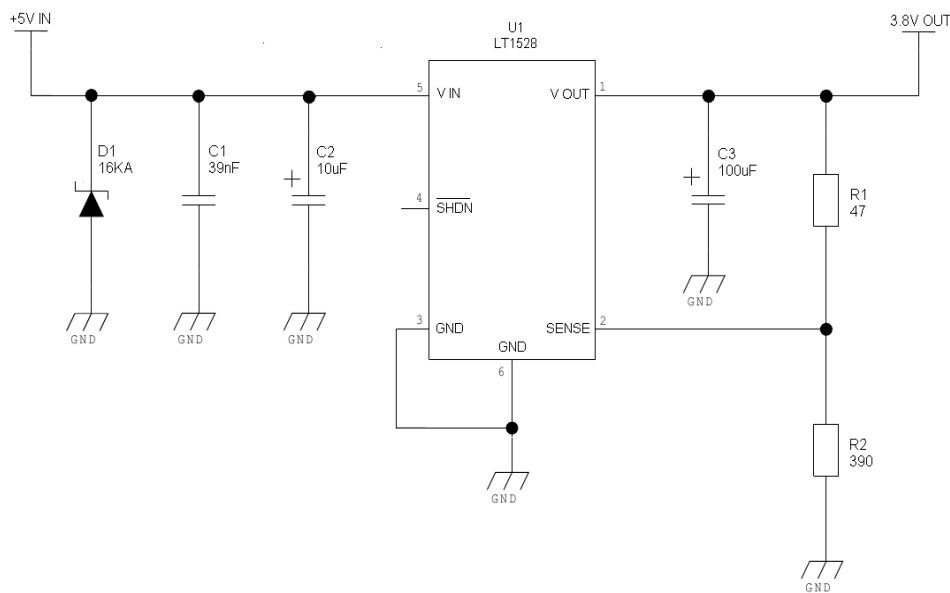 +5V IN
3.8V OUT
U1
LT1528
5
V IN
V OUT
1
D1
16KA
C1
39nF
C2
10uF
+
4
SHDN
C3
100uF
+
R1
47
GND
GND
GND
GND
3
GND
SENSE
2
GND
6
R2
390
GND
GND